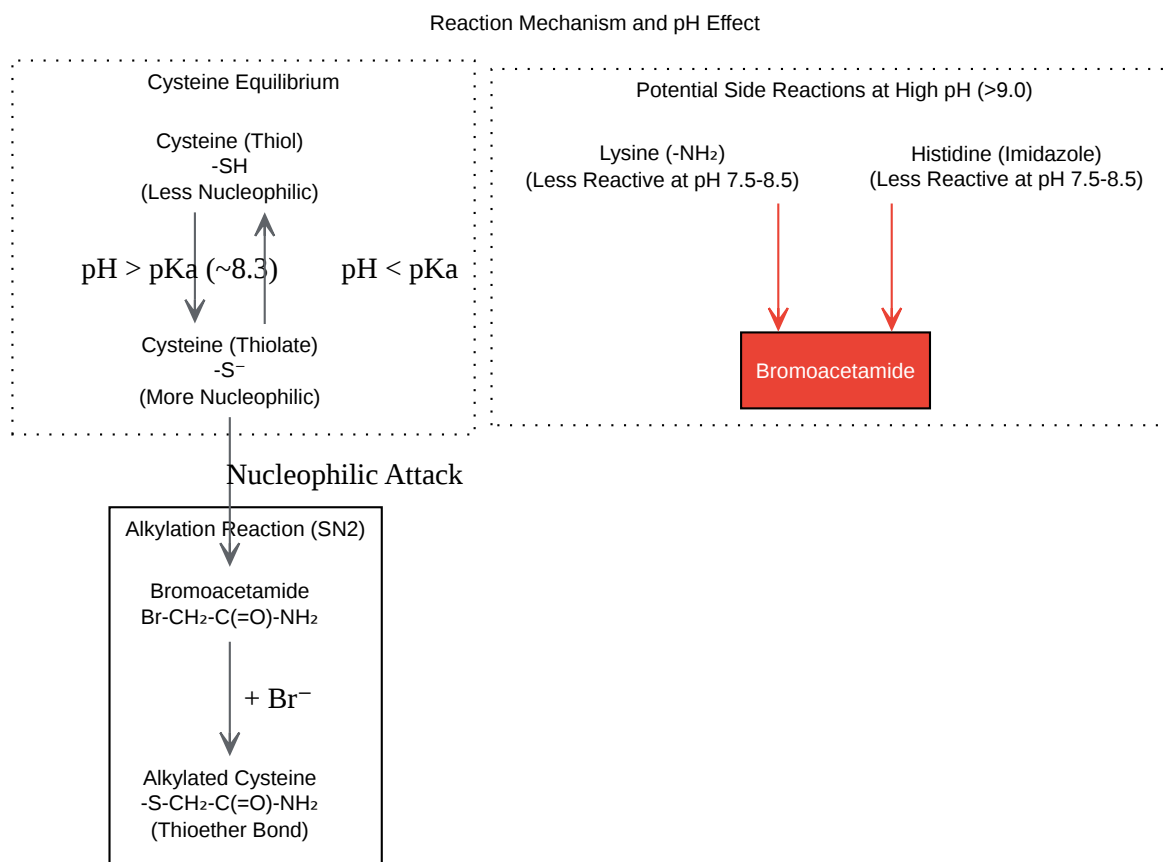 Reaction Mechanism and pH Effect
Cysteine Equilibrium
Cysteine (Thiol)
-SH
(Less Nucleophilic)
pH > pKa (~8.3)
pH < pKa
Cysteine (Thiolate)
-S⁻
(More Nucleophilic)
Nucleophilic Attack
Alkylation Reaction (SN2)
Bromoacetamide
Br-CH₂-C(=O)-NH₂
+ Br⁻
Alkylated Cysteine
-S-CH₂-C(=O)-NH₂
(Thioether Bond)
Potential Side Reactions at High pH (>9.0)
Lysine (-NH₂)
(Less Reactive at pH 7.5-8.5)
Histidine (Imidazole)
(Less Reactive at pH 7.5-8.5)
Bromoacetamide